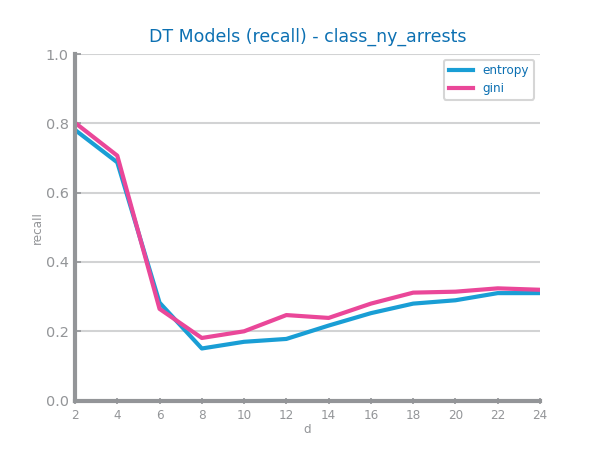 DT Models (recall) - class_ny_arrests
1.0
0.8
0.6
0.4
0.2
0.0
recall
entropy
gini
2 4 6 8 10 12 14 16 18 20 22 24
d